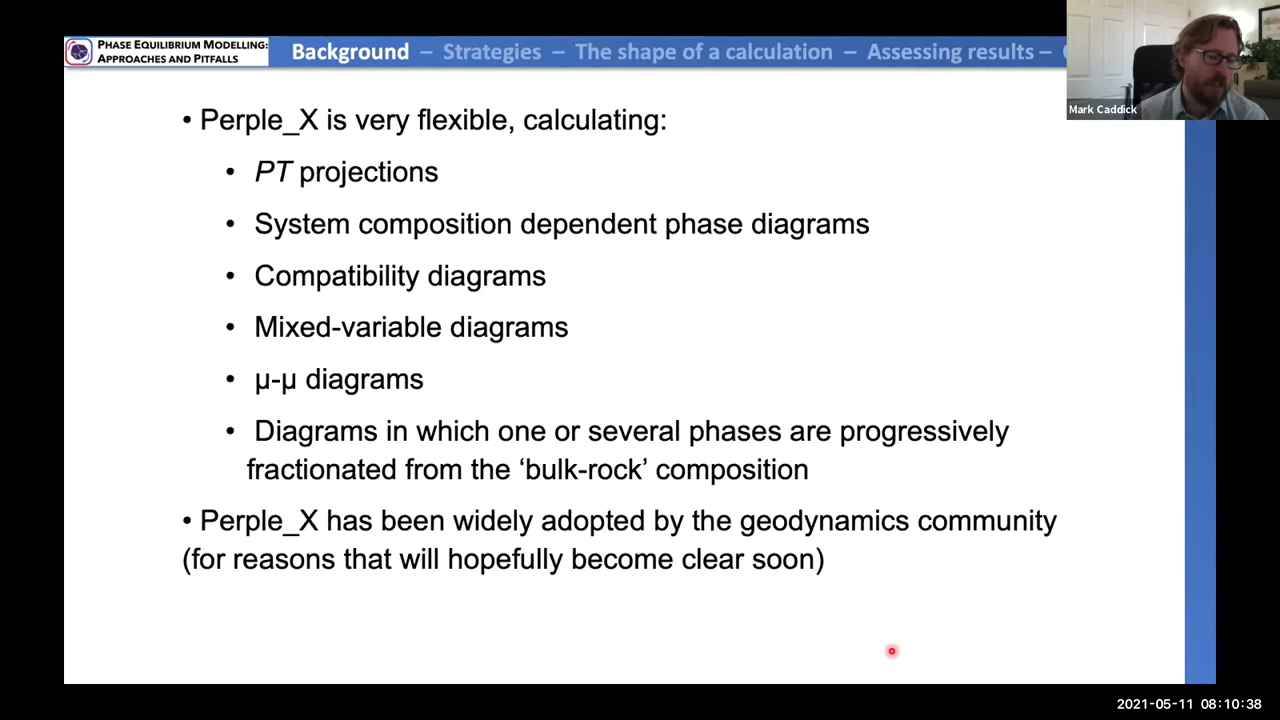 PHASE EQUILIBRIUM MODELLING:
APPROACHES AND PITFALLS
Background – Strategies – The shape of a calculation – Assessing results –
Mark Caddick
• Perple_X is very flexible, calculating:
• PT projections
• System composition dependent phase diagrams
• Compatibility diagrams
• Mixed-variable diagrams
• μ-μ diagrams
• Diagrams in which one or several phases are progressively
fractionated from the ‘bulk-rock’ composition
• Perple_X has been widely adopted by the geodynamics community
(for reasons that will hopefully become clear soon)
2021-05-11 08:10:38